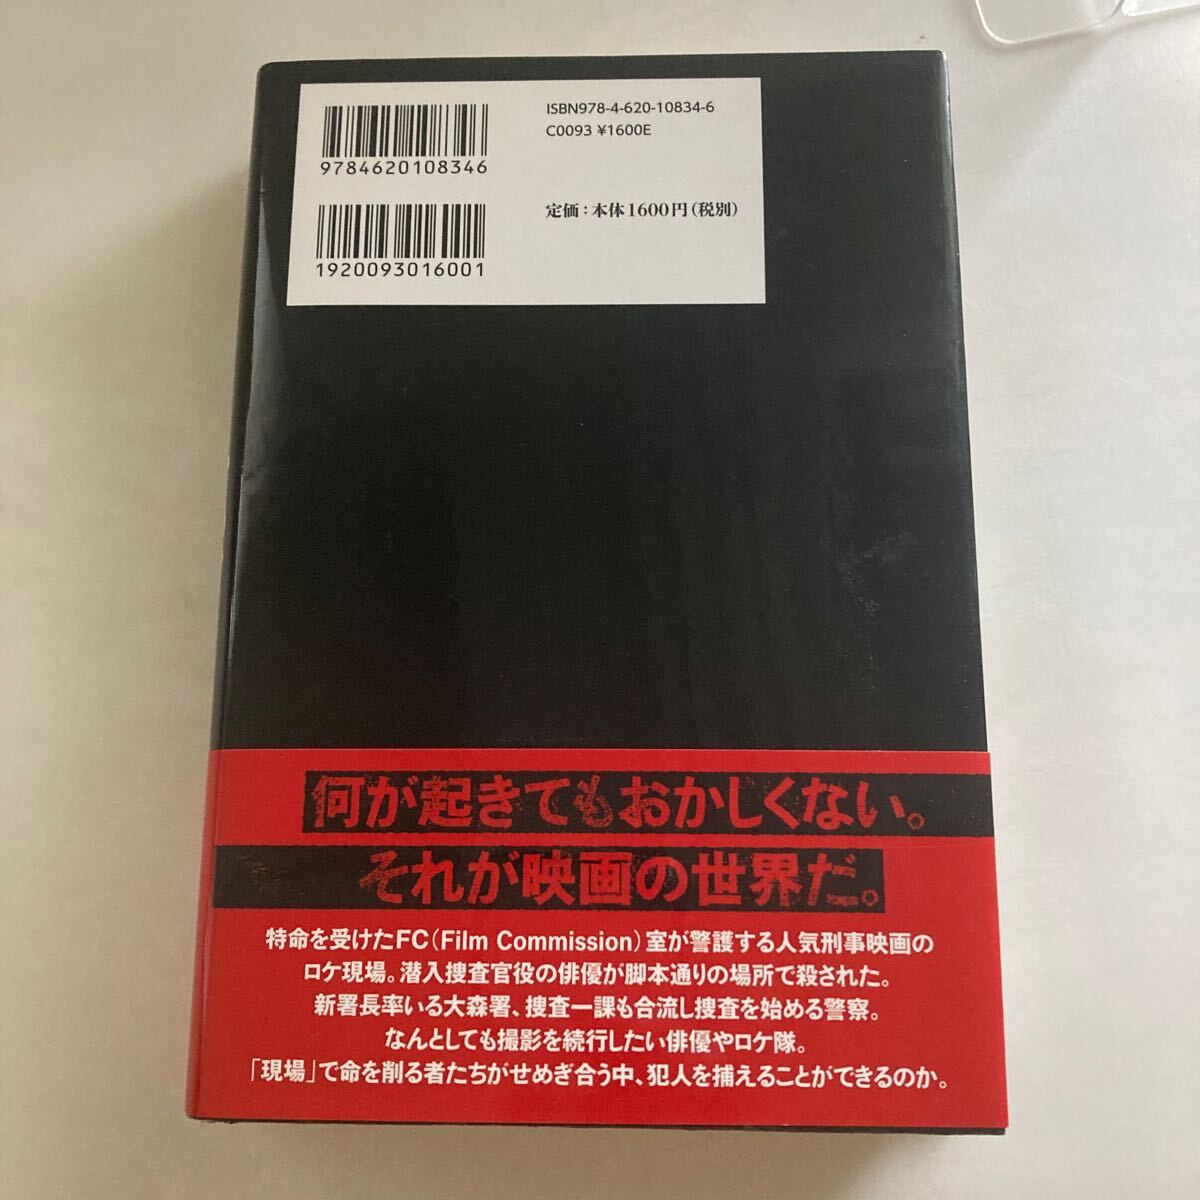 ISBN978-4-620-10834-6
C0093 ¥1600E
9784620108346
定価：本体1600円（税別）
1920093016001
何が起きてもおかしくない。
それが映画の世界だ。
特命を受けたFC（Film Commission）室が警護する人気刑事映画の
ロケ現場。潜入捜査官役の俳優が脚本通りの場所で殺された。
新署長率いる大森署、捜査一課も合流し捜査を始める警察。
なんとしても撮影を続行したい俳優やロケ隊。
「現場」で命を削る者たちがせめぎ合う中、犯人を捕えることができるのか。